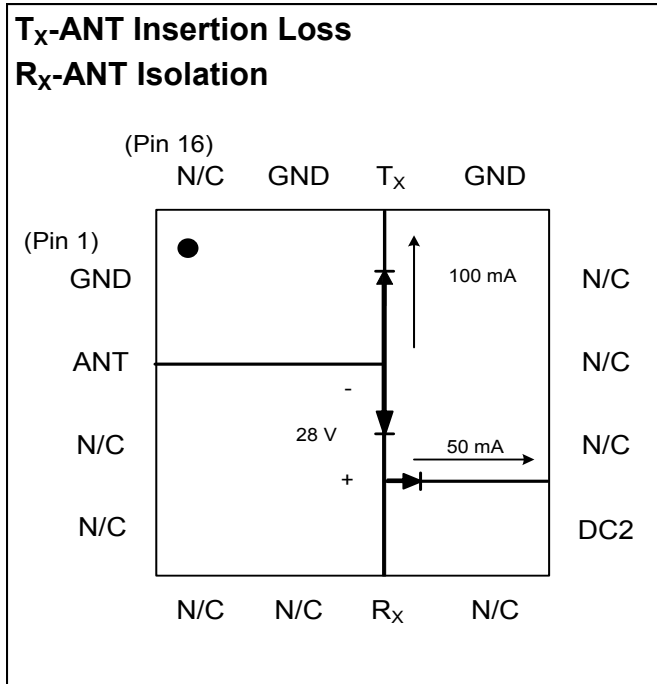 Tx-ANT Insertion Loss
Rx-ANT Isolation
(Pin 16)
N/C GND Tx GND
(Pin 1)
GND 100 mA N/C
ANT N/C
-
N/C 28 V 50 mA N/C
+
N/C DC2
N/C N/C Rx N/C